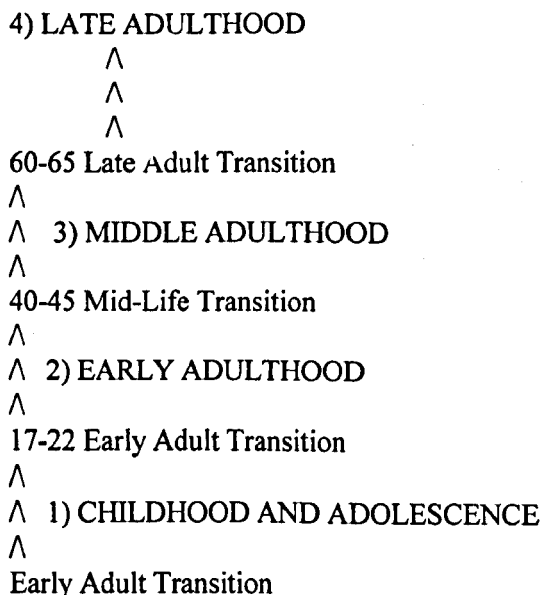 4) LATE ADULTHOOD
Λ
Λ
Λ
60-65 Late Adult Transition
Λ
Λ 3) MIDDLE ADULTHOOD
Λ
40-45 Mid-Life Transition
Λ
Λ 2) EARLY ADULTHOOD
Λ
17-22 Early Adult Transition
Λ
Λ 1) CHILDHOOD AND ADOLESCENCE
Λ
Early Adult Transition